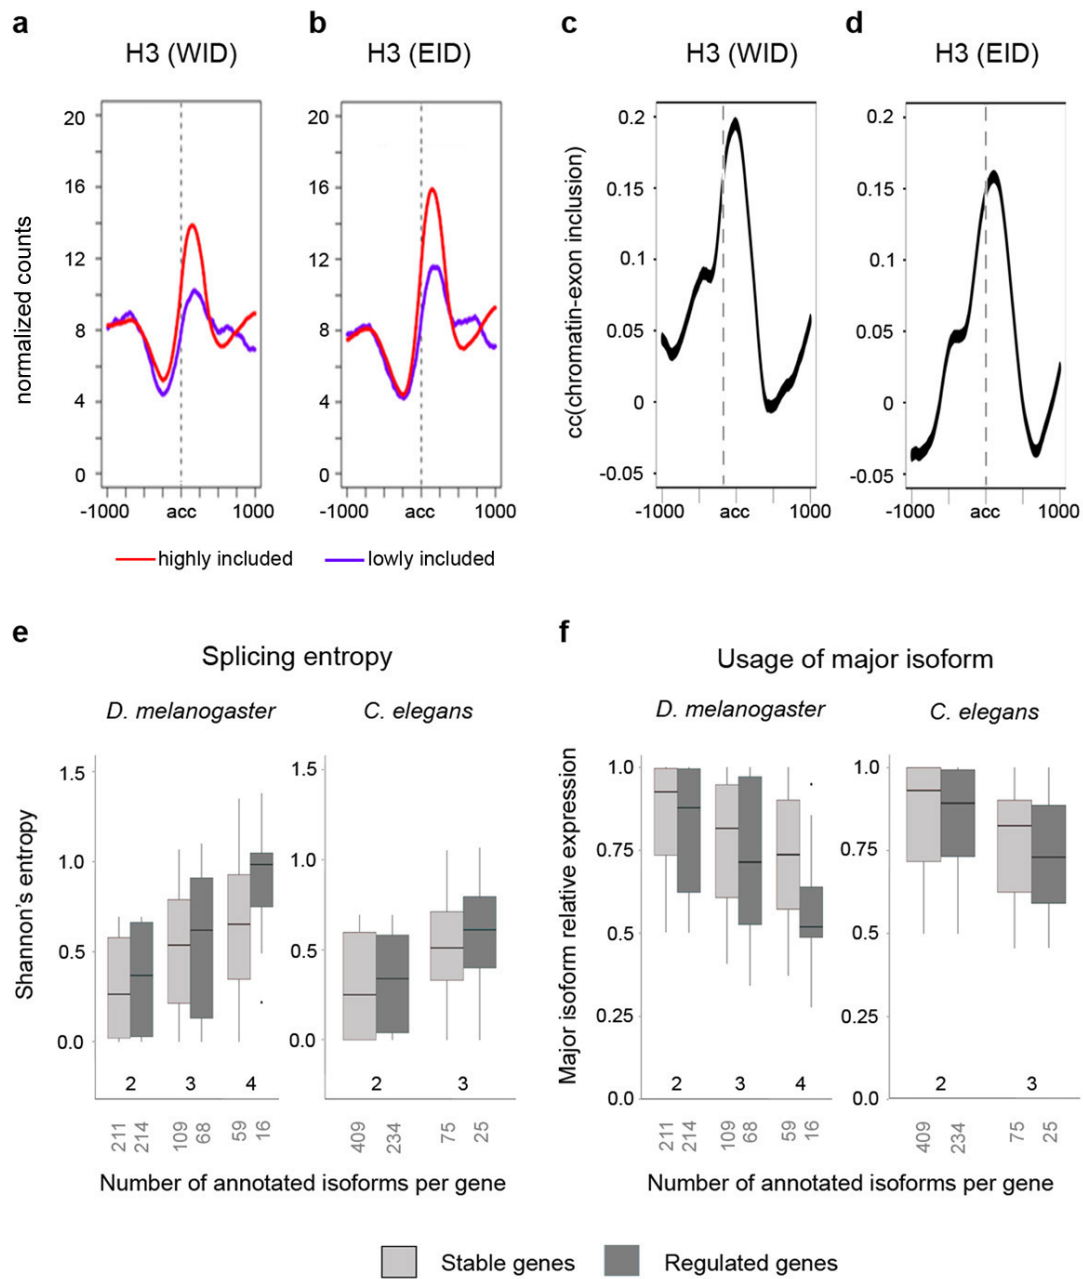 a
H3 (WID)
b
H3 (EID)
c
H3 (WID)
d
H3 (EID)
normalized counts
20
16
12
8
4
0
-1000 acc 1000
20
16
12
8
4
0
-1000 acc 1000
highly included
lowly included
cc(chromatin-exon inclusion)
0.2
0.15
0.1
0.05
0
-0.05
-1000 acc 1000
0.2
0.15
0.1
0.05
0
-0.05
-1000 acc 1000
e
Splicing entropy
D. melanogaster
C. elegans
Shannon's entropy
1.5
1.0
0.5
0.0
2 3 4
211 214 109 68 59 16
1.5
1.0
0.5
0.0
2 3
409 234 75 25
Number of annotated isoforms per gene
f
Usage of major isoform
D. melanogaster
C. elegans
Major isoform relative expression
1.0
0.75
0.5
0.25
0.0
2 3 4
211 214 109 68 59 16
1.0
0.75
0.5
0.25
0.0
2 3
409 234 75 25
Number of annotated isoforms per gene
Stable genes
Regulated genes